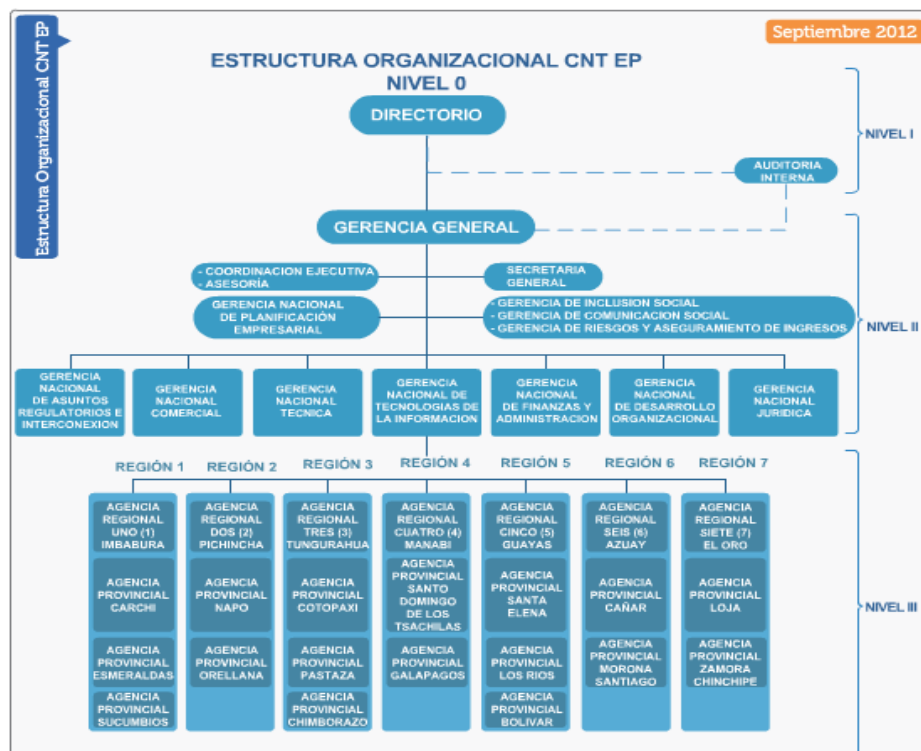 Estructura Organizacional CNT EP
Septiembre 2012
ESTRUCTURA ORGANIZACIONAL CNT EP
NIVEL 0
DIRECTORIO
NIVEL I
AUDITORIA
INTERNA
GERENCIA GENERAL
- COORDINACION EJECUTIVA
- ASESORÍA
SECRETARIA
GENERAL
GERENCIA NACIONAL
DE PLANIFICACIÓN
EMPRESARIAL
- GERENCIA DE INCLUSION SOCIAL
- GERENCIA DE COMUNICACION SOCIAL
- GERENCIA DE RIESGOS Y ASEGURAMIENTO DE INGRESOS
NIVEL II
GERENCIA
NACIONAL
DE ASUNTOS
REGULATORIOS E
INTERCONEXION
GERENCIA
NACIONAL
COMERCIAL
GERENCIA
NACIONAL
TECNICA
GERENCIA
NACIONAL DE
TECNOLOGIAS DE
LA INFORMACION
GERENCIA
NACIONAL
DE FINANZAS Y
ADMINISTRACION
GERENCIA
NACIONAL
DE DESARROLLO
ORGANIZACIONAL
GERENCIA
NACIONAL
JURIDICA
REGIÓN 1
REGIÓN 2
REGIÓN 3
REGIÓN 4
REGIÓN 5
REGIÓN 6
REGIÓN 7
AGENCIA
REGIONAL
UNO (1)
IMBABURA
AGENCIA
REGIONAL
DOS (2)
PICHINCHA
AGENCIA
REGIONAL
TRES (3)
TUNGURAHUA
AGENCIA
REGIONAL
CUATRO (4)
MANABI
AGENCIA
REGIONAL
CINCO (5)
GUAYAS
AGENCIA
REGIONAL
SEIS (6)
AZUAY
AGENCIA
REGIONAL
SIETE (7)
EL ORO
AGENCIA
PROVINCIAL
CARCHI
AGENCIA
PROVINCIAL
NAPO
AGENCIA
PROVINCIAL
COTOPAXI
AGENCIA
PROVINCIAL
SANTO
DOMINGO
DE LOS
TSACHILAS
AGENCIA
PROVINCIAL
SANTA
ELENA
AGENCIA
PROVINCIAL
CAÑAR
AGENCIA
PROVINCIAL
LOJA
NIVEL III
AGENCIA
PROVINCIAL
ESMERALDAS
AGENCIA
PROVINCIAL
ORELLANA
AGENCIA
PROVINCIAL
PASTAZA
AGENCIA
PROVINCIAL
GALAPAGOS
AGENCIA
PROVINCIAL
LOS RIOS
AGENCIA
PROVINCIAL
MORONA
SANTIAGO
AGENCIA
PROVINCIAL
ZAMORA
CHINCHIPE
AGENCIA
PROVINCIAL
SUCUMBIOS
AGENCIA
PROVINCIAL
CHIMBORAZO
AGENCIA
PROVINCIAL
BOLIVAR